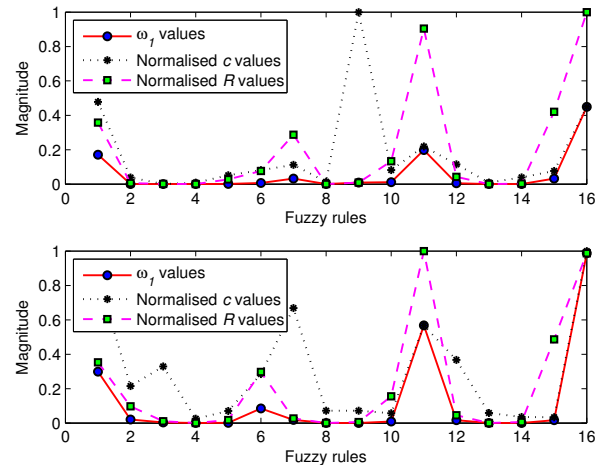 1
0.8
0.6
0.4
0.2
0
Magnitude
ω1 values
Normalised c values
Normalised R values
0 2 4 6 8 10 12 14 16
Fuzzy rules
1
0.8
0.6
0.4
0.2
0
Magnitude
ω1 values
Normalised c values
Normalised R values
0 2 4 6 8 10 12 14 16
Fuzzy rules